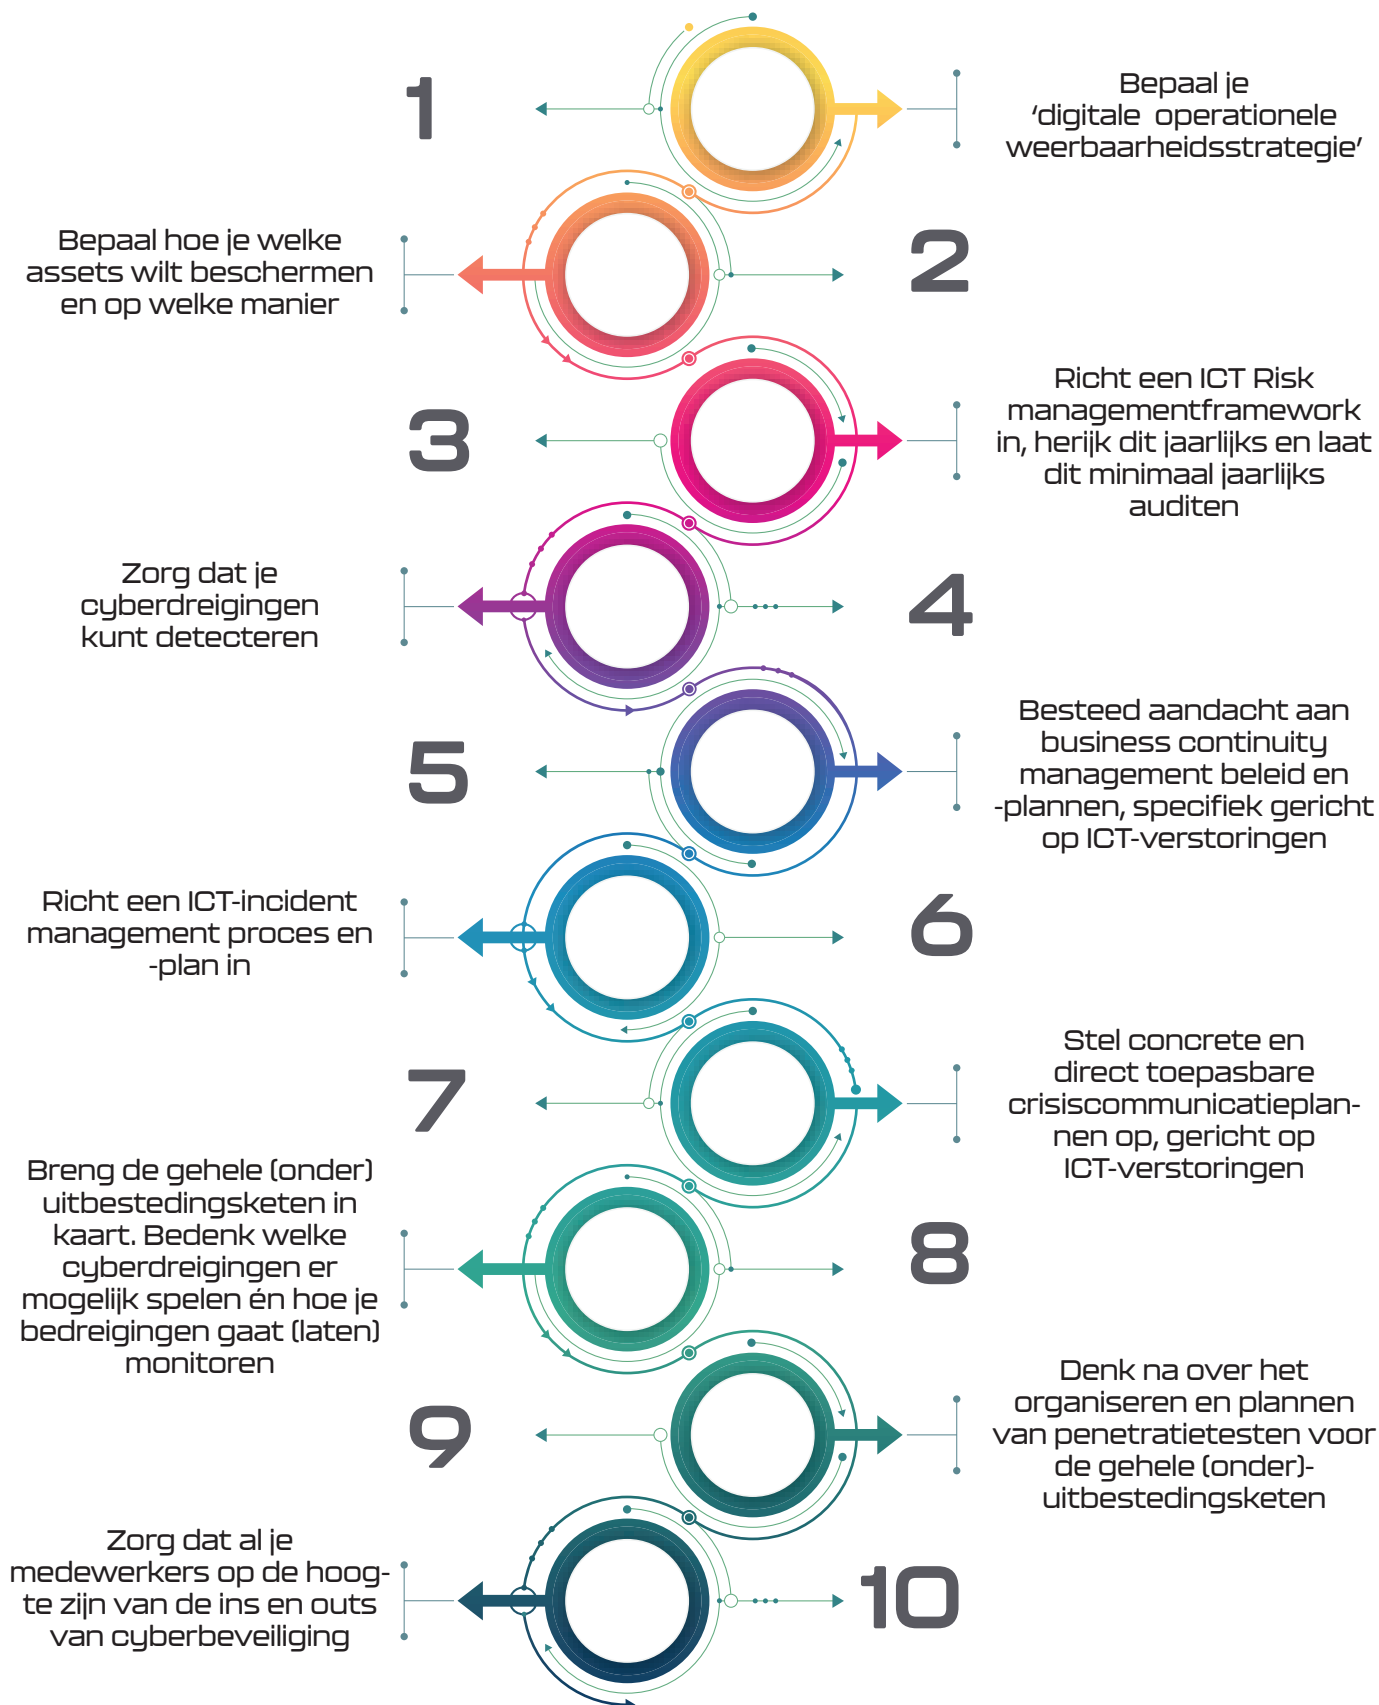 1
Bepaal je
'digitale operationele
weerbaarheidsstrategie'
2
Bepaal hoe je welke
assets wilt beschermen
en op welke manier
3
Richt een ICT Risk
managementframework
in, herijk dit jaarlijks en laat
dit minimaal jaarlijks
auditen
4
Zorg dat je
cyberdreigingen
kunt detecteren
5
Besteed aandacht aan
business continuity
management beleid en
-plannen, specifiek gericht
op ICT-verstoringen
6
Richt een ICT-incident
management proces en
-plan in
7
Stel concrete en
direct toepasbare
crisiscommunicatieplan-
nen op, gericht op
ICT-verstoringen
8
Breng de gehele (onder)
uitbestedingsketen in
kaart. Bedenk welke
cyberdreigingen er
mogelijk spelen én hoe je
bedreigingen gaat (laten)
monitoren
9
Denk na over het
organiseren en plannen
van penetratietesten voor
de gehele (onder)-
uitbestedingsketen
10
Zorg dat al je
medewerkers op de hoog-
te zijn van de ins en outs
van cyberbeveiliging